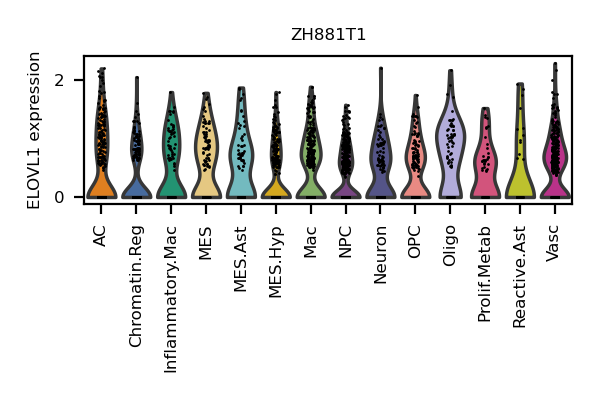 ZH881T1
ELOVL1 expression
2
0
AC
Chromatin.Reg
Inflammatory.Mac
MES
MES.Ast
MES.Hyp
Mac
NPC
Neuron
OPC
Oligo
Prolif.Metab
Reactive.Ast
Vasc